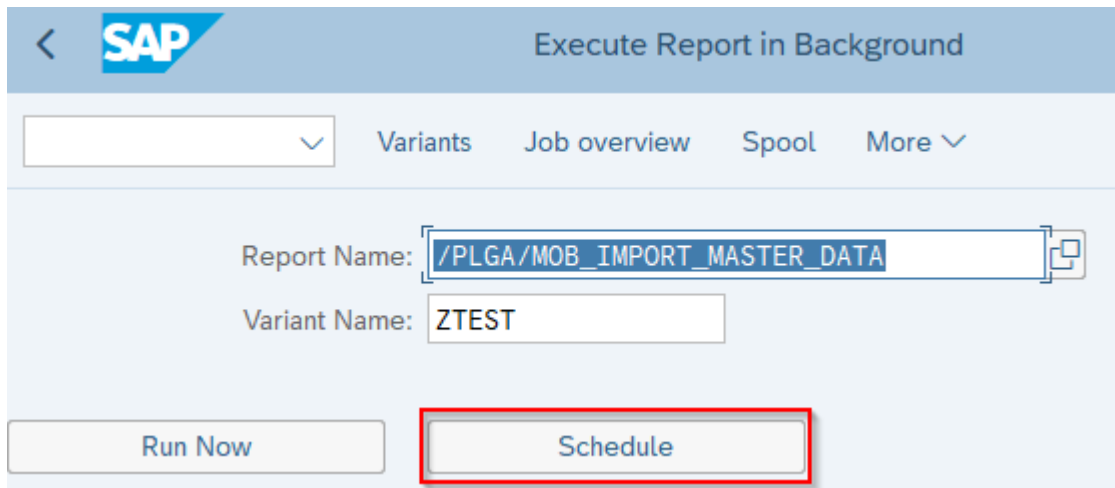 SAP Execute Report in Background
Variants Job overview Spool More
Report Name: /PLGA/MOB_IMPORT_MASTER_DATA
Variant Name: ZTEST
Run Now Schedule